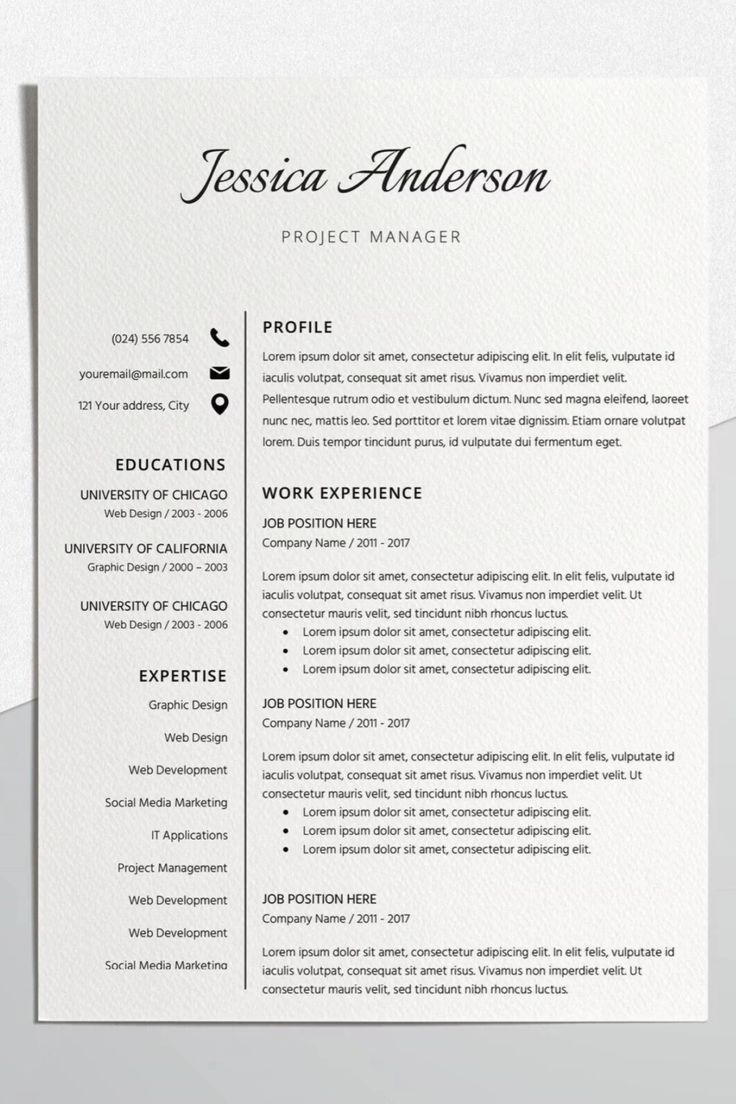 Jessica Anderson
PROJECT MANAGER
(024) 556 7854
youremail@mail.com
121 Your address, City
EDUCATIONS
UNIVERSITY OF CHICAGO
Web Design / 2003 - 2006
UNIVERSITY OF CALIFORNIA
Graphic Design / 2000 – 2003
UNIVERSITY OF CHICAGO
Web Design / 2003 - 2006
EXPERTISE
Graphic Design
Web Design
Web Development
Social Media Marketing
IT Applications
Project Management
Web Development
Web Development
Social Media Marketing
PROFILE
Lorem ipsum dolor sit amet, consectetur adipiscing elit. In elit felis, vulputate id
iaculis volutpat, consequat sit amet risus. Vivamus non imperdiet velit.
Pellentesque rutrum odio et vestibulum dictum. Nunc sed magna eleifend, laoreet
nunc nec, mattis leo. Sed porttitor et lorem vitae dignissim. Etiam ornare volutpat
lorem. Duis tempor tincidunt purus, id vulputate dui fermentum eget.
WORK EXPERIENCE
JOB POSITION HERE
Company Name / 2011 - 2017
Lorem ipsum dolor sit amet, consectetur adipiscing elit. In elit felis, vulputate id
iaculis volutpat, consequat sit amet risus. Vivamus non imperdiet velit. Ut
consectetur mauris velit, sed tincidunt nibh rhoncus luctus.
• Lorem ipsum dolor sit amet, consectetur adipiscing elit.
• Lorem ipsum dolor sit amet, consectetur adipiscing elit.
• Lorem ipsum dolor sit amet, consectetur adipiscing elit.
JOB POSITION HERE
Company Name / 2011 - 2017
Lorem ipsum dolor sit amet, consectetur adipiscing elit. In elit felis, vulputate id
iaculis volutpat, consequat sit amet risus. Vivamus non imperdiet velit. Ut
consectetur mauris velit, sed tincidunt nibh rhoncus luctus.
• Lorem ipsum dolor sit amet, consectetur adipiscing elit.
• Lorem ipsum dolor sit amet, consectetur adipiscing elit.
• Lorem ipsum dolor sit amet, consectetur adipiscing elit.
JOB POSITION HERE
Company Name / 2011 - 2017
Lorem ipsum dolor sit amet, consectetur adipiscing elit. In elit felis, vulputate id
iaculis volutpat, consequat sit amet risus. Vivamus non imperdiet velit. Ut
consectetur mauris velit, sed tincidunt nibh rhoncus luctus.